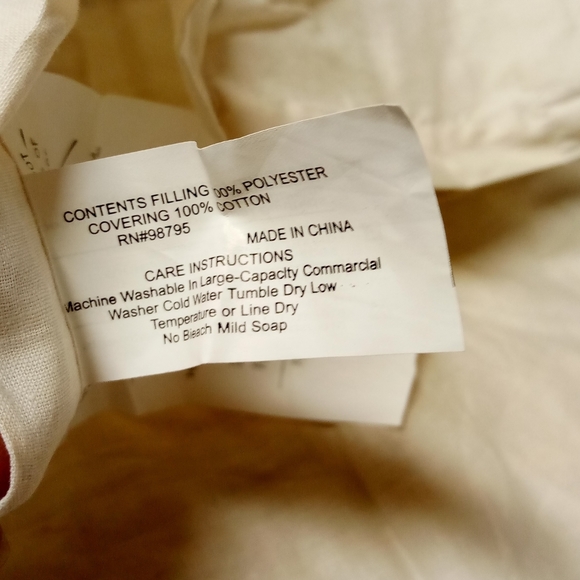 CONTENTS FILLING 00% POLYESTER
COVERING 100% COTTON
RN#98795 MADE IN CHINA
CARE INSTRUCTIONS
Machine Washable In Large-Capacity Commercial
Washer Cold Water Tumble Dry Low
Temperature or Line Dry
No Bleach Mild Soap